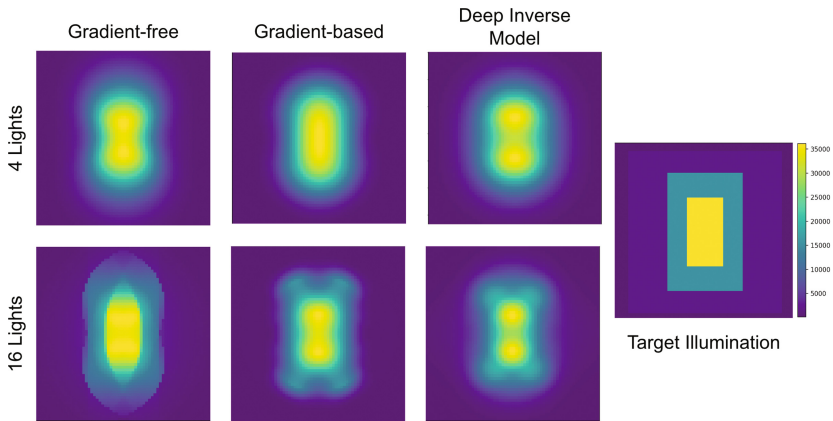 Gradient-free
Gradient-based
Deep Inverse
Model
4 Lights
16 Lights
35000
30000
25000
20000
15000
10000
5000
Target Illumination